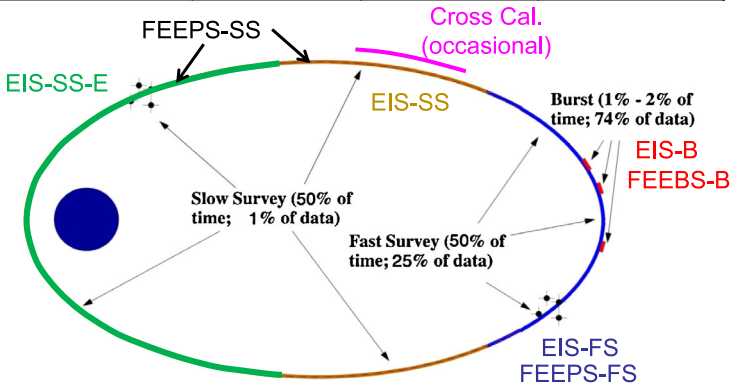 FEEPS-SS
Cross Cal.
(occasional)
EIS-SS-E
EIS-SS
Burst (1% - 2% of
time; 74% of data)
EIS-B
FEEBS-B
Slow Survey (50% of
time; 1% of data)
Fast Survey (50% of
time; 25% of data)
EIS-FS
FEEPS-FS